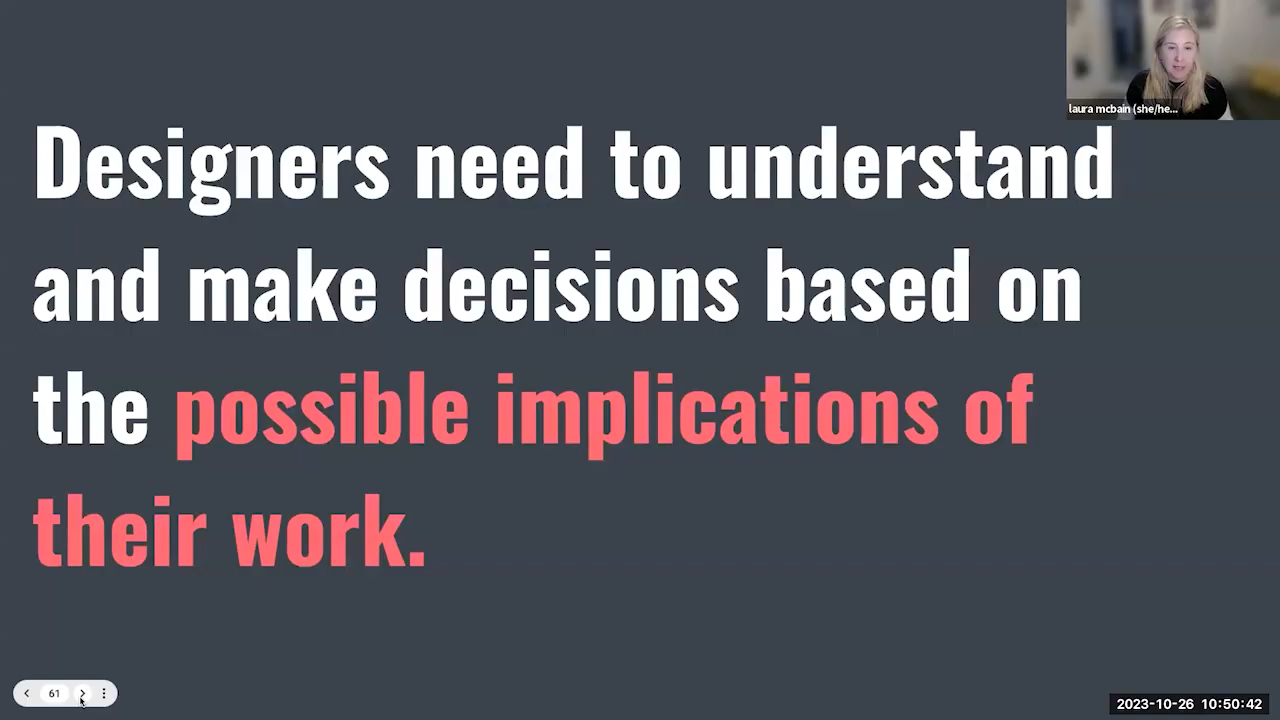 laura mcbain (she/he...
Designers need to understand
and make decisions based on
the possible implications of
their work.
61
2023-10-26 10:50:42